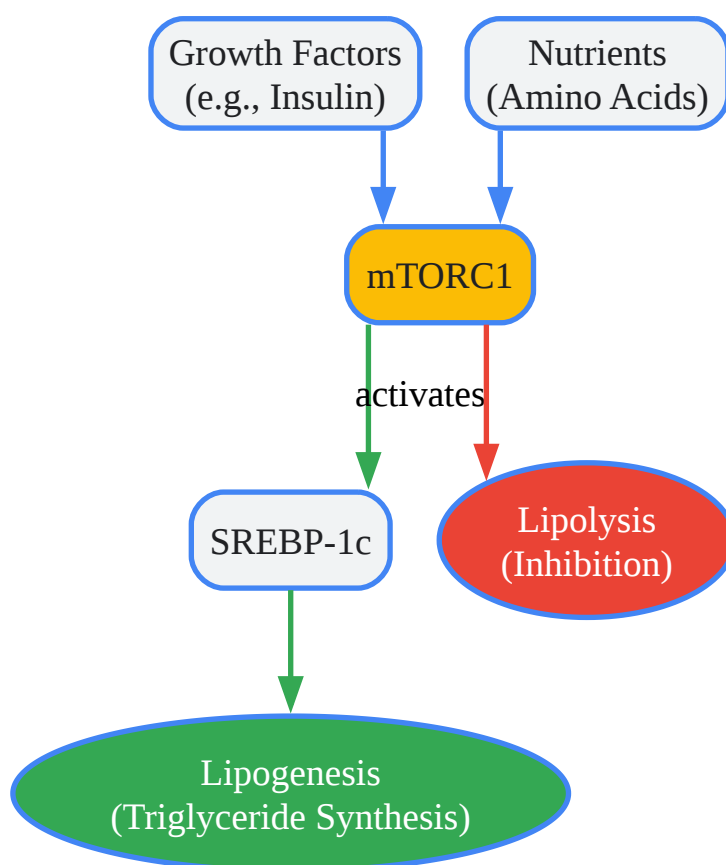 Growth Factors
(e.g., Insulin)
Nutrients
(Amino Acids)
mTORC1
activates
SREBP-1c
Lipolysis
(Inhibition)
Lipogenesis
(Triglyceride Synthesis)